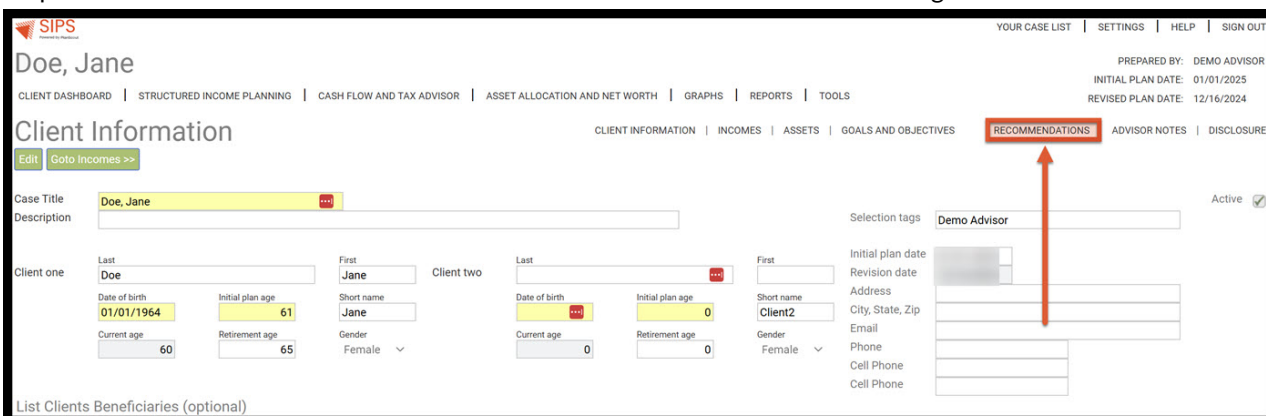 SIPS
YOUR CASE LIST | SETTINGS | HELP | SIGN OUT
Doe, Jane
PREPARED BY: DEMO ADVISOR
INITIAL PLAN DATE: 01/01/2025
REVISED PLAN DATE: 12/16/2024
CLIENT DASHBOARD | STRUCTURED INCOME PLANNING | CASH FLOW AND TAX ADVISOR | ASSET ALLOCATION AND NET WORTH | GRAPHS | REPORTS | TOOLS
Client Information
CLIENT INFORMATION | INCOMES | ASSETS | GOALS AND OBJECTIVES RECOMMENDATIONS ADVISOR NOTES | DISCLOSURE
Edit Goto Incomes >>
Case Title Doe, Jane Active
Description Selection tags Demo Advisor
Last First Last First Initial plan date
Client one Doe Jane Client two Revision date
Date of birth Initial plan age Short name Date of birth Initial plan age Short name Address
01/01/1964 61 Jane 0 Client2 City, State, Zip
Current age Retirement age Gender Current age Retirement age Gender Email
60 65 Female 0 0 Female Phone
Cell Phone
Cell Phone
List Clients Beneficiaries (optional)